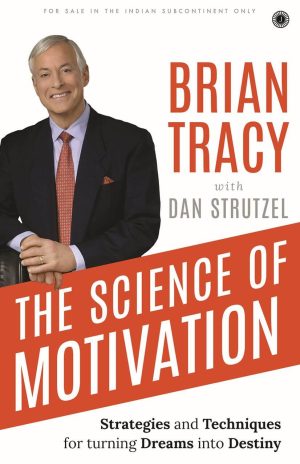 FOR SALE IN THE INDIAN SUBCONTINENT ONLY
BRIAN
TRACY
with
DAN STRUTZEL
THE SCIENCE OF
MOTIVATION
Strategies and Techniques
for turning Dreams into Destiny